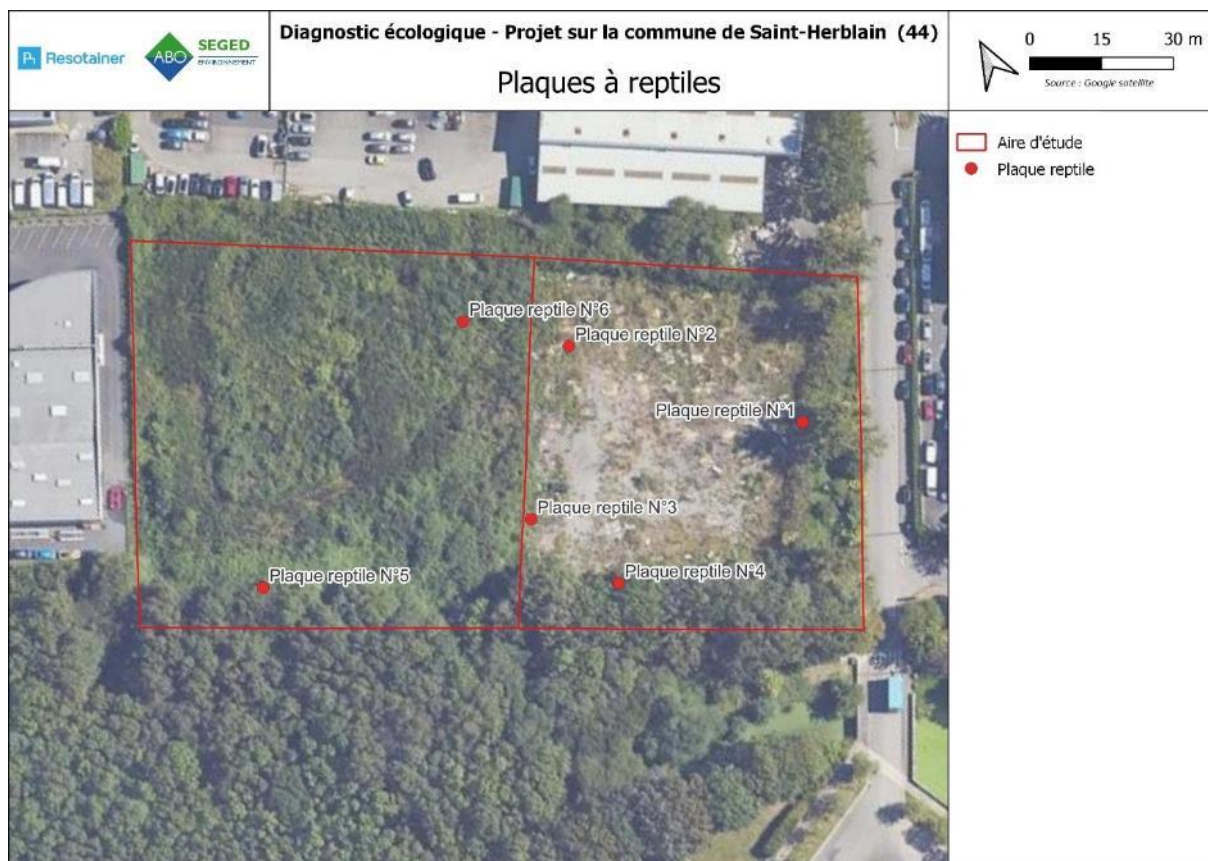 Resotainer
ABO
SEGED
ENVIRONNEMENT
Diagnostic écologique - Projet sur la commune de Saint-Herblain (44)
Plaques à reptiles
0 15 30 m
Source : Google satellite
Aire d'étude
Plaque reptile
Plaque reptile N°6
Plaque reptile N°2
Plaque reptile N°1
Plaque reptile N°3
Plaque reptile N°4
Plaque reptile N°5